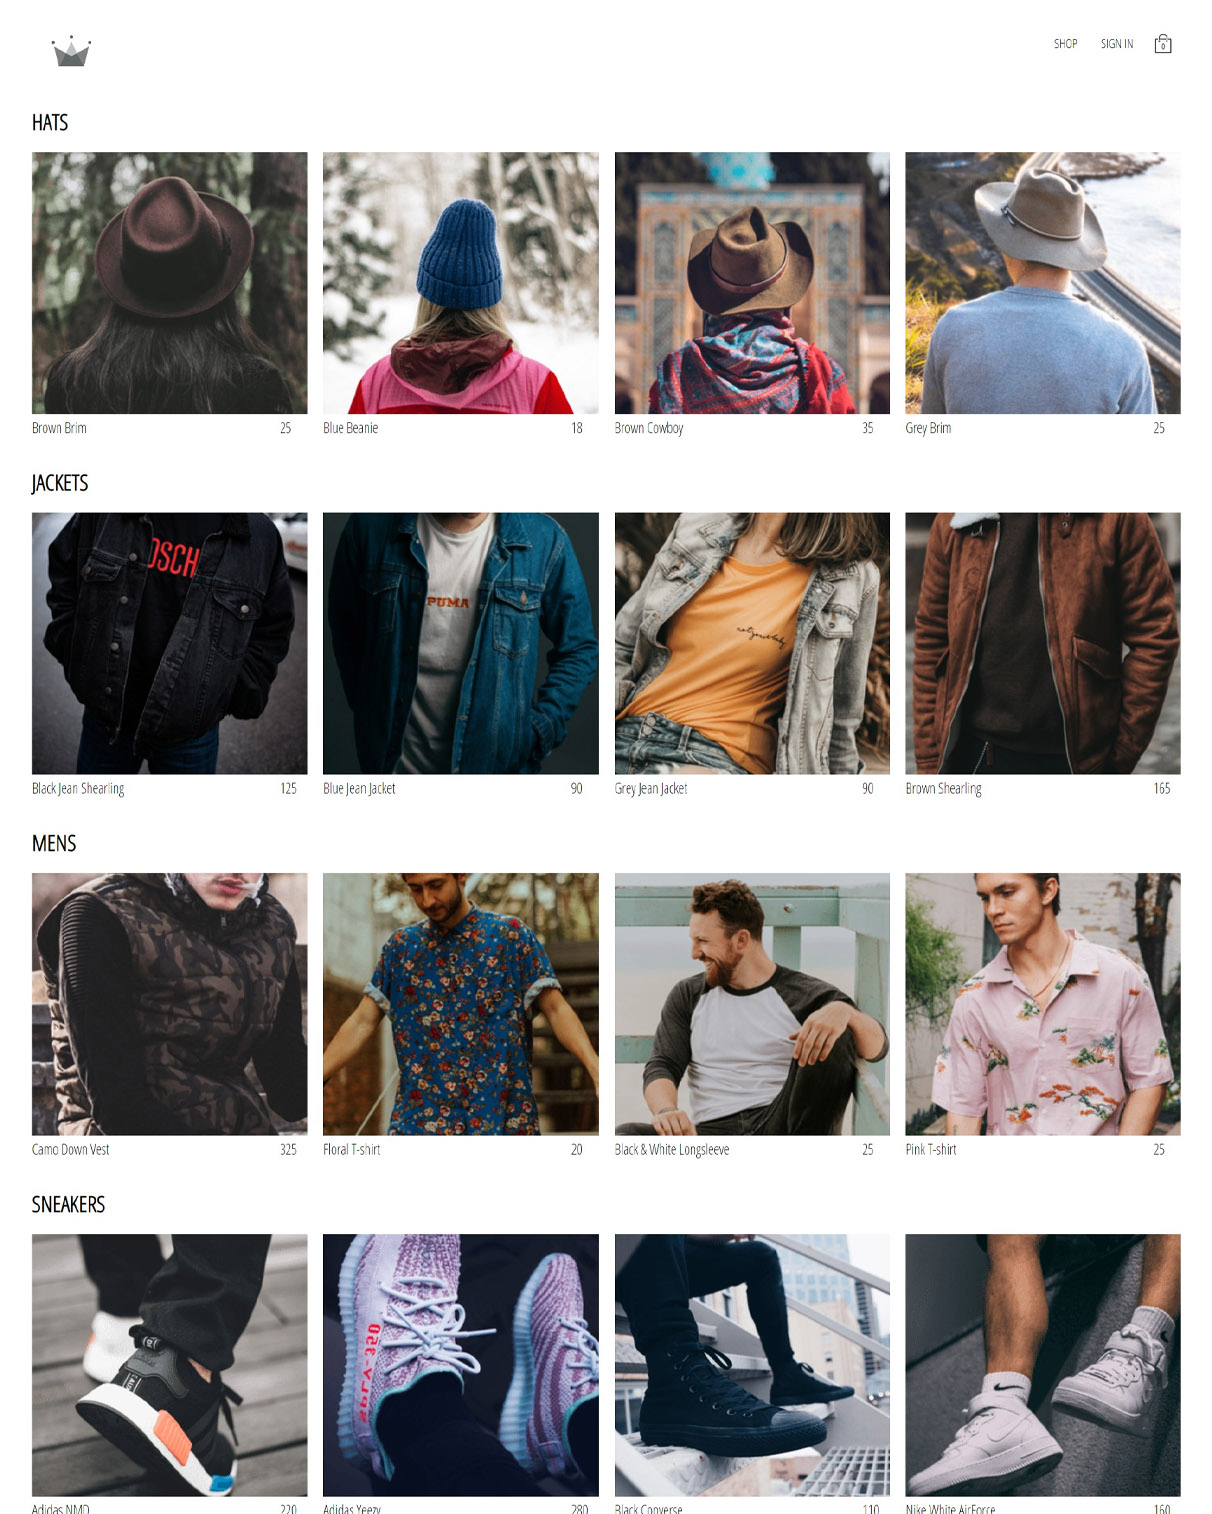 SHOP SIGN IN 0
HATS
Brown Brim 25 Blue Beanie 18 Brown Cowboy 35 Grey Brim 25
JACKETS
OSCH
PUMA
Black Jean Shearling 125 Blue Jean Jacket 90 Grey Jean Jacket 90 Brown Shearling 165
MENS
Camo Down Vest 325 Floral T-shirt 20 Black & White Longsleeve 25 Pink T-shirt 25
SNEAKERS
Adidas NMD 220 Adidas Yeezy 280 Black Converse 110 Nike White AirForce 160